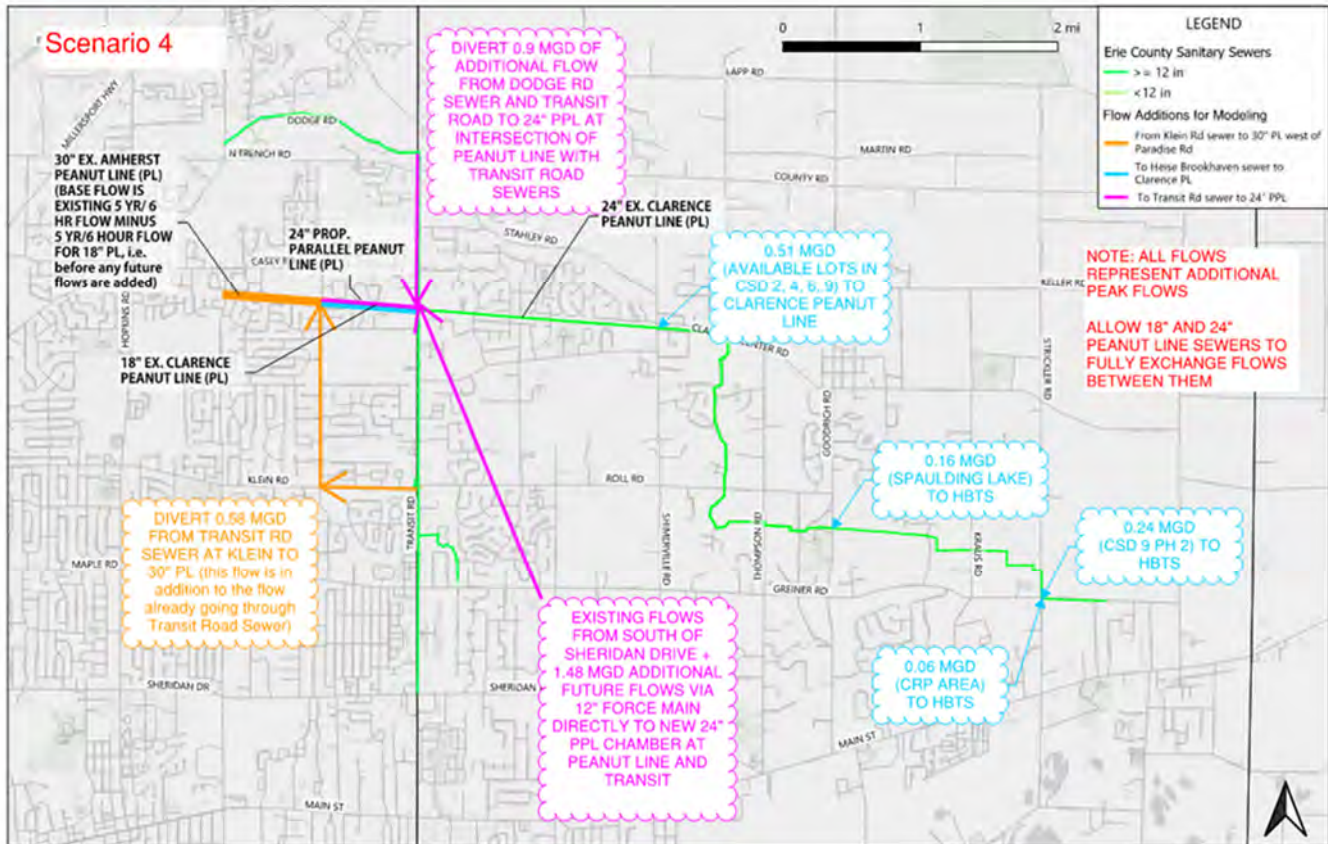 Scenario 4
DIVERT 0.9 MGD OF
ADDITIONAL FLOW
FROM DODGE RD
SEWER AND TRANSIT
ROAD TO 24" PPL AT
INTERSECTION OF
PEANUT LINE WITH
TRANSIT ROAD
SEWERS
0 1 2 mi
LEGEND
Erie County Sanitary Sewers
> = 12 in
<12 in
Flow Additions for Modeling
From Klein Rd sewer to 30" PL west of
Paradise Rd
To Heise Brookhaven sewer to
Clarence PL
To Transit Rd sewer to 24" PPL
LAPP RD
MILLERSPORT HWY
DODGE RD
N FRENCH RD
MARTIN RD
COUNTY RD
30" EX. AMHERST
PEANUT LINE (PL)
(BASE FLOW IS
EXISTING 5 YR/ 6
HR FLOW MINUS
5 YR/6 HOUR FLOW
FOR 18" PL, i.e.
before any future
flows are added)
24" PROP.
PARALLEL PEANUT
LINE (PL)
24" EX. CLARENCE
PEANUT LINE (PL)
STAHLEY RD
CASEY
0.51 MGD
(AVAILABLE LOTS IN
CSD 2, 4, 6, 9) TO
CLARENCE PEANUT
LINE
KELLER RD
NOTE: ALL FLOWS
REPRESENT ADDITIONAL
PEAK FLOWS
ALLOW 18" AND 24"
PEANUT LINE SEWERS TO
FULLY EXCHANGE FLOWS
BETWEEN THEM
HOPKINS RD
18" EX. CLARENCE
PEANUT LINE (PL)
CENTER RD
STRICKLER RD
GOODRICH RD
KLEIN RD
ROLL RD
0.16 MGD
(SPAULDING LAKE)
TO HBTS
DIVERT 0.58 MGD
FROM TRANSIT RD
SEWER AT KLEIN TO
30" PL (this flow is in
addition to the flow
already going through
Transit Road Sewer)
TRANSIT RD
SHIMERVILLE RD
THOMPSON RD
KRAUS RD
0.24 MGD
(CSD 9 PH 2) TO
HBTS
MAPLE RD
GREINER RD
EXISTING FLOWS
FROM SOUTH OF
SHERIDAN DRIVE +
1.48 MGD ADDITIONAL
FUTURE FLOWS VIA
12" FORCE MAIN
DIRECTLY TO NEW 24"
PPL CHAMBER AT
PEANUT LINE AND
TRANSIT
0.06 MGD
(CRP AREA)
TO HBTS
SHERIDAN DR
SHERIDAN
MAIN ST
MAIN ST